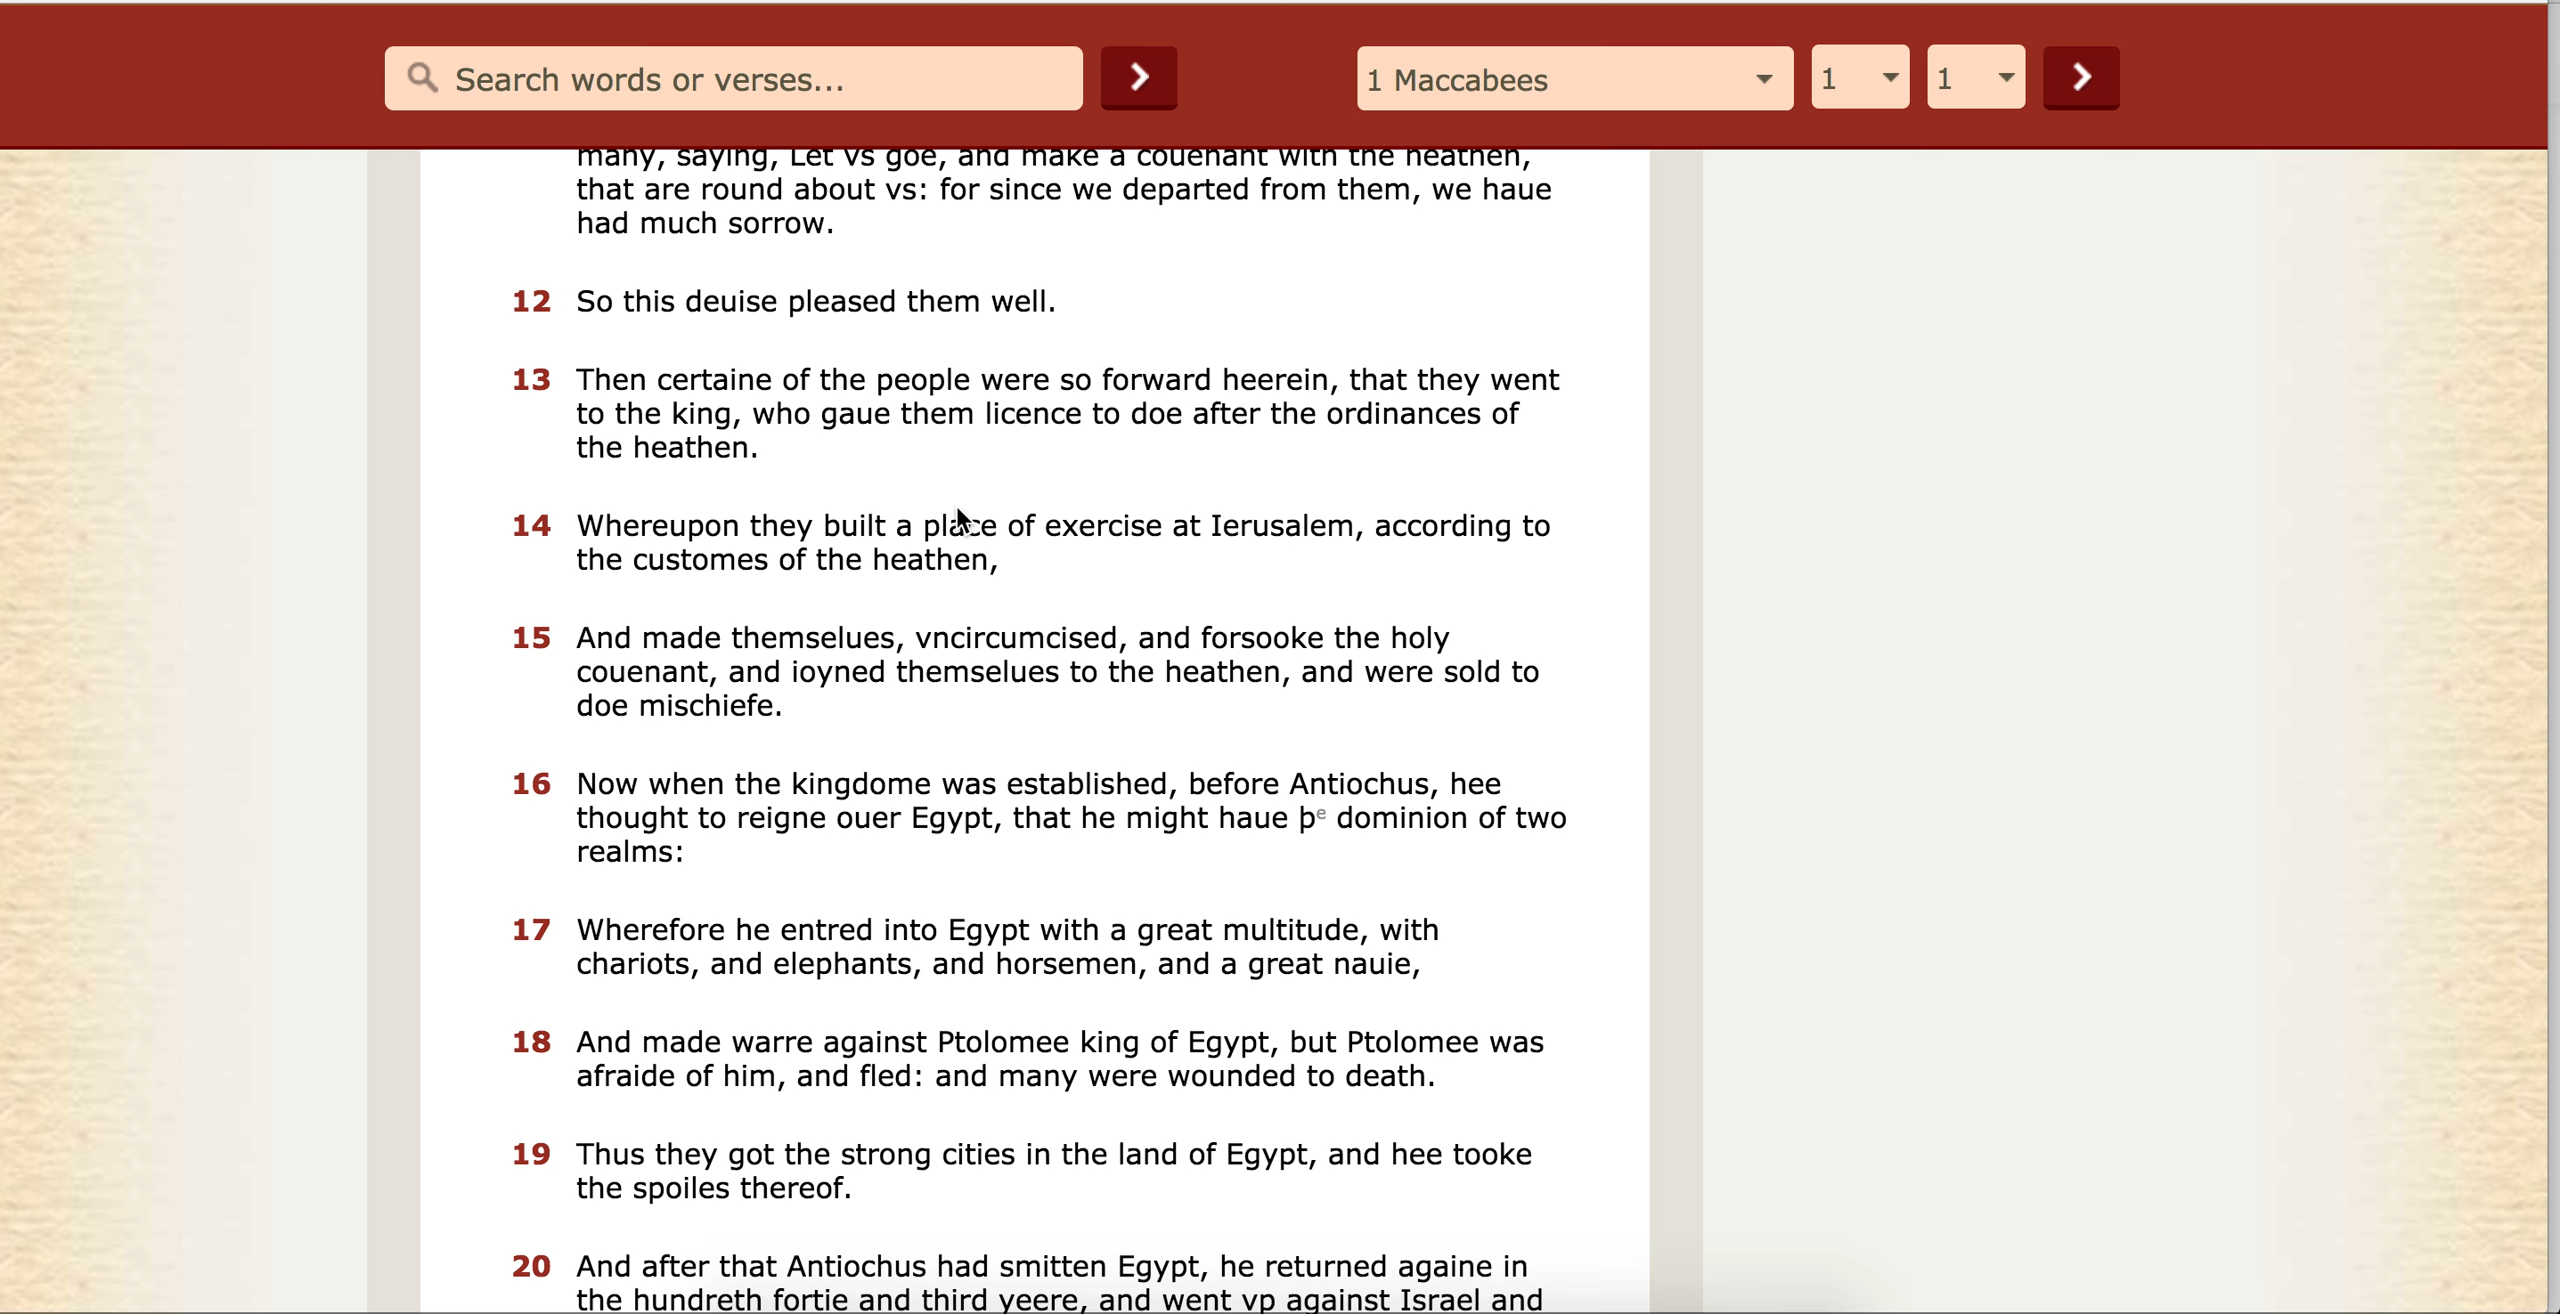 Search words or verses...
1 Maccabees
1
1
many, saying, Let vs goe, and make a couenant with the heathen,
that are round about vs: for since we departed from them, we haue
had much sorrow.
12 So this deuise pleased them well.
13 Then certaine of the people were so forward heerein, that they went
to the king, who gaue them licence to doe after the ordinances of
the heathen.
14 Whereupon they built a place of exercise at Ierusalem, according to
the customes of the heathen,
15 And made themselues, vncircumcised, and forsooke the holy
couenant, and ioyned themselues to the heathen, and were sold to
doe mischiefe.
16 Now when the kingdome was established, before Antiochus, hee
thought to reigne ouer Egypt, that he might haue þᵉ dominion of two
realms:
17 Wherefore he entred into Egypt with a great multitude, with
chariots, and elephants, and horsemen, and a great nauie,
18 And made warre against Ptolomee king of Egypt, but Ptolomee was
afraide of him, and fled: and many were wounded to death.
19 Thus they got the strong cities in the land of Egypt, and hee tooke
the spoiles thereof.
20 And after that Antiochus had smitten Egypt, he returned againe in
the hundreth fortie and third yeere, and went vp against Israel and